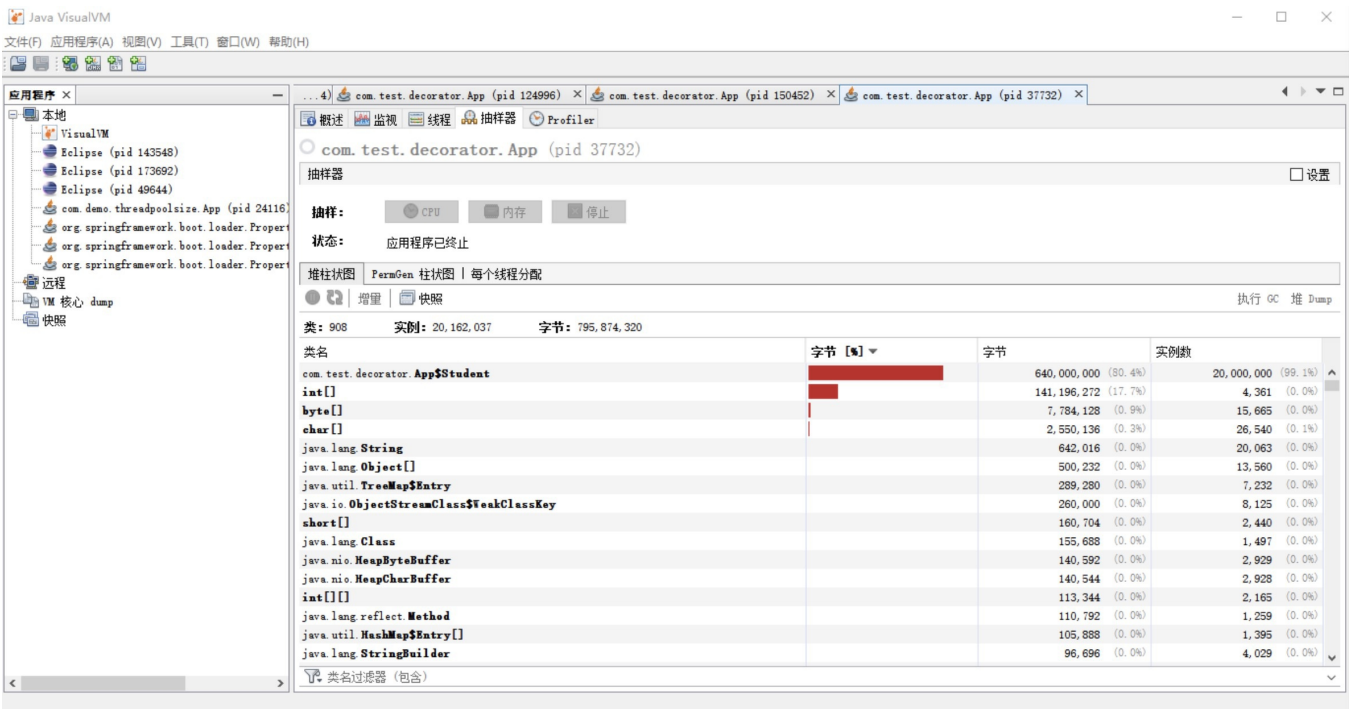 Java VisualVM
文件(F) 应用程序(A) 视图(V) 工具(T) 窗口(W) 帮助(H)
应用程序 ×
本地
VisualVM
Eclipse (pid 143548)
Eclipse (pid 173692)
Eclipse (pid 49644)
com.demo.threadpoolsize.App (pid 24116)
org.springframework.boot.loader.Propert
org.springframework.boot.loader.Propert
org.springframework.boot.loader.Propert
远程
VM 核心 dump
快照
...4) com.test.decorator.App (pid 124996) × com.test.decorator.App (pid 150452) × com.test.decorator.App (pid 37732) ×
概述 监视 线程 抽样器 Profiler
com.test.decorator.App (pid 37732)
抽样器 设置
抽样: CPU 内存 停止
状态: 应用程序已终止
堆柱状图 PermGen 柱状图 每个线程分配
增量 快照 执行 GC 堆 Dump
类: 908 实例: 20,162,037 字节: 795,874,320
类名 字节 [%] 字节 实例数
com.test.decorator.App$Student 640,000,000 (80.4%) 20,000,000 (99.1%)
int[] 141,196,272 (17.7%) 4,361 (0.0%)
byte[] 7,784,128 (0.9%) 15,665 (0.0%)
char[] 2,550,136 (0.3%) 26,540 (0.1%)
java.lang.String 642,016 (0.0%) 20,063 (0.0%)
java.lang.Object[] 500,232 (0.0%) 13,560 (0.0%)
java.util.TreeMap$Entry 289,280 (0.0%) 7,232 (0.0%)
java.io.ObjectStreamClass$WeakClassKey 260,000 (0.0%) 8,125 (0.0%)
short[] 160,704 (0.0%) 2,440 (0.0%)
java.lang.Class 155,688 (0.0%) 1,497 (0.0%)
java.nio.HeapByteBuffer 140,592 (0.0%) 2,929 (0.0%)
java.nio.HeapCharBuffer 140,544 (0.0%) 2,928 (0.0%)
int[][] 113,344 (0.0%) 2,165 (0.0%)
java.lang.reflect.Method 110,792 (0.0%) 1,259 (0.0%)
java.util.HashMap$Entry[] 105,888 (0.0%) 1,395 (0.0%)
java.lang.StringBuilder 96,696 (0.0%) 4,029 (0.0%)
类名过滤器 (包含)